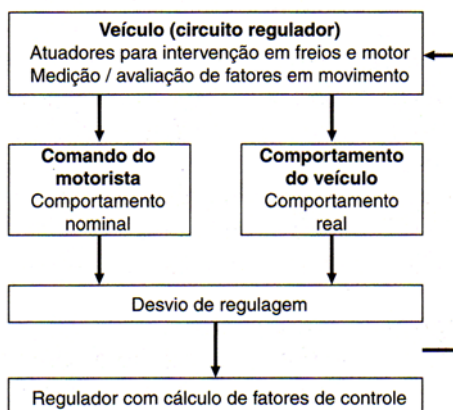 Veículo (circuito regulador)
Atuadores para intervenção em freios e motor
Medição / avaliação de fatores em movimento
Comando do
motorista
Comportamento
nominal
Comportamento
do veículo
Comportamento
real
Desvio de regulagem
Regulador com cálculo de fatores de controle